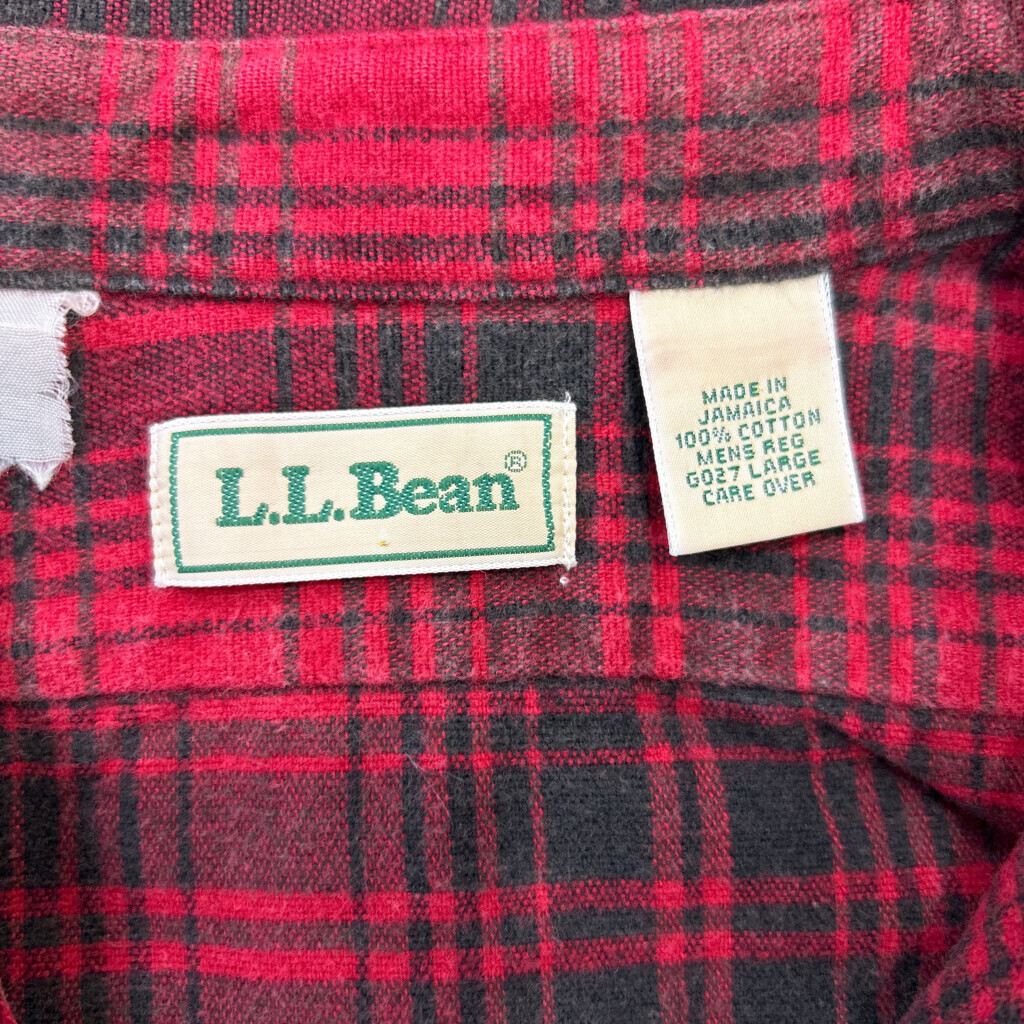 L.L.Bean®
MADE IN
JAMAICA
100% COTTON
MENS REG
G027 LARGE
CARE OVER